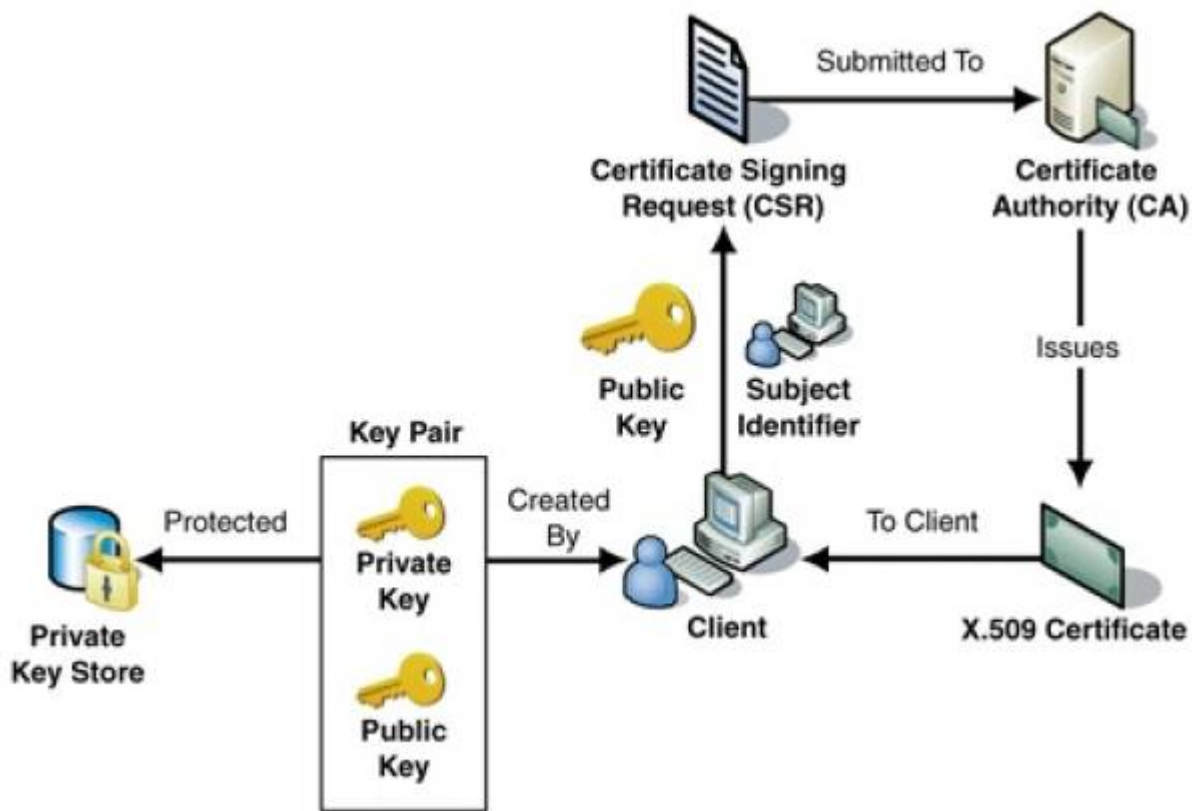 Submitted To
Certificate Signing
Request (CSR)
Certificate
Authority (CA)
Public
Key
Subject
Identifier
Issues
Key Pair
Protected
Private
Key
Created
By
To Client
Private
Key Store
Client
X.509 Certificate
Public
Key